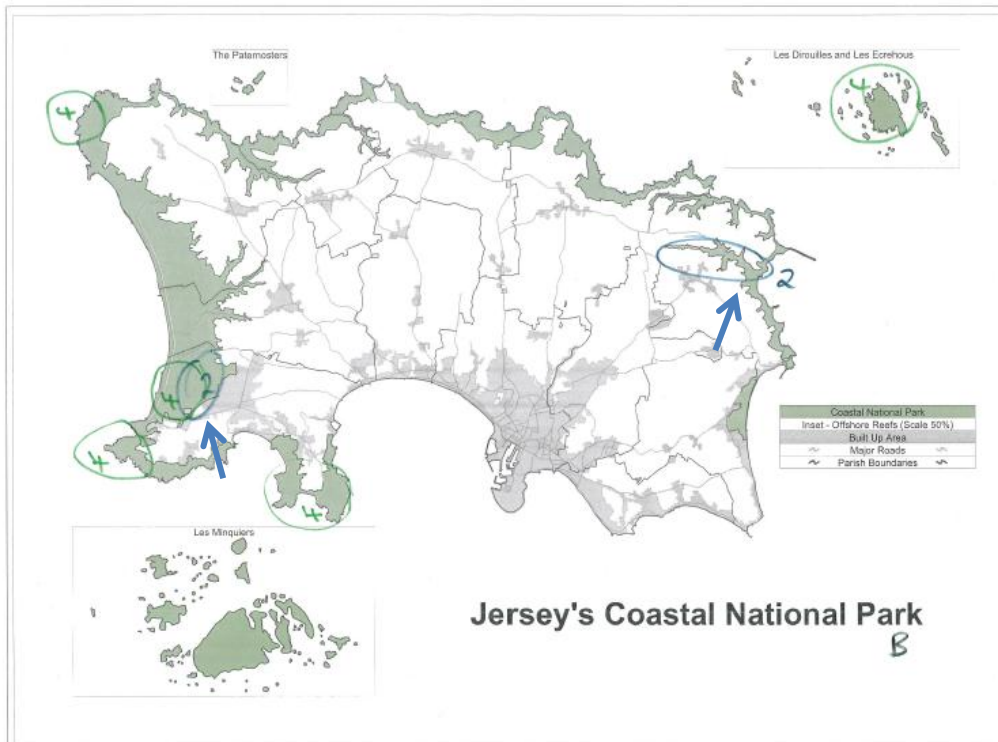 The Paternosters
Les Dirouilles and Les Ecrehous
4
4
2
4
2
4
4
Coastal National Park
Inset - Offshore Reefs (Scale 50%)
Built Up Area
Major Roads
Parish Boundaries
Les Minquiers
Jersey's Coastal National Park
B